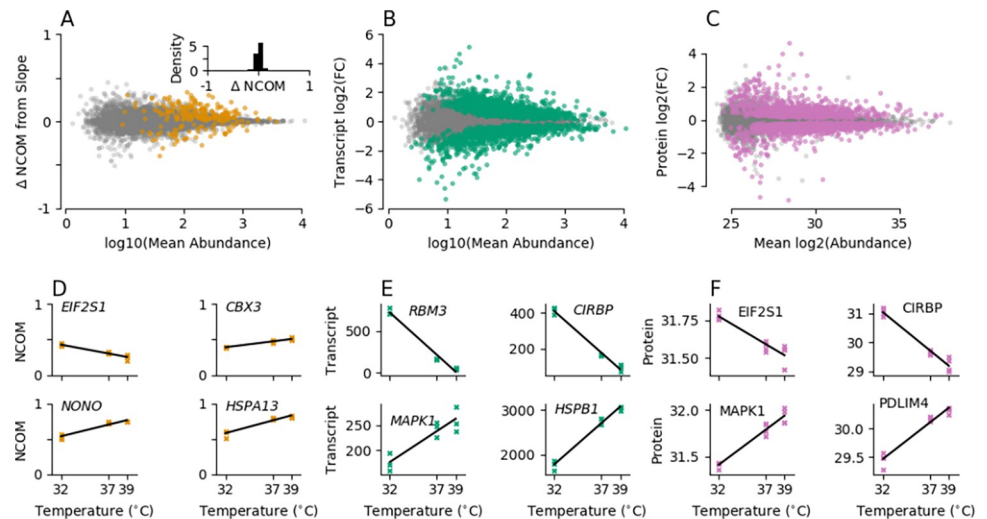 A
1
0
-1
Δ NCOM from Slope
0 1 2 3 4
log10(Mean Abundance)
Density
5
0
-1 Δ NCOM 1
B
6
4
2
0
−2
−4
−6
Transcript log2(FC)
0 1 2 3 4
log10(Mean Abundance)
C
4
2
0
−2
−4
Protein log2(FC)
25 30 35
Mean log2(Abundance)
D
NCOM
1
0
EIF2S1
1
0
CBX3
NCOM
1
0
NONO
32 37 39
Temperature (°C)
1
0
HSPA13
32 37 39
Temperature (°C)
E
Transcript
500
0
RBM3
400
200
CIRBP
Transcript
250
200
MAPK1
32 37 39
Temperature (°C)
3000
2000
HSPB1
32 37 39
Temperature (°C)
F
Protein
31.75
31.50
EIF2S1
31
30
29
CIRBP
Protein
32.0
31.5
MAPK1
32 37 39
Temperature (°C)
30.0
29.5
PDLIM4
32 37 39
Temperature (°C)